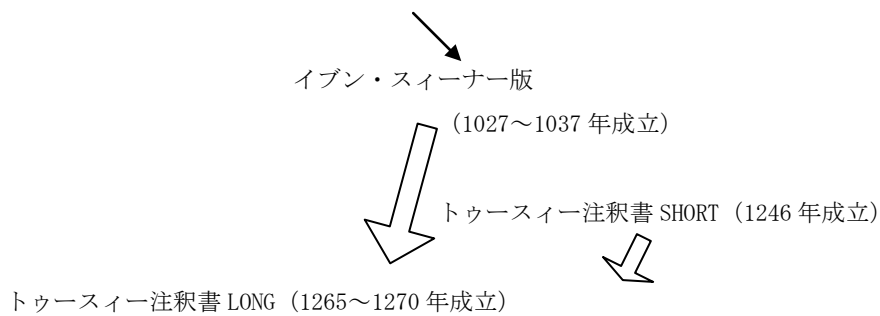 イブン・スィーナー版
(1027～1037 年成立)
トゥースィー注釈書 SHORT (1246 年成立)
トゥースィー注釈書 LONG (1265～1270 年成立)